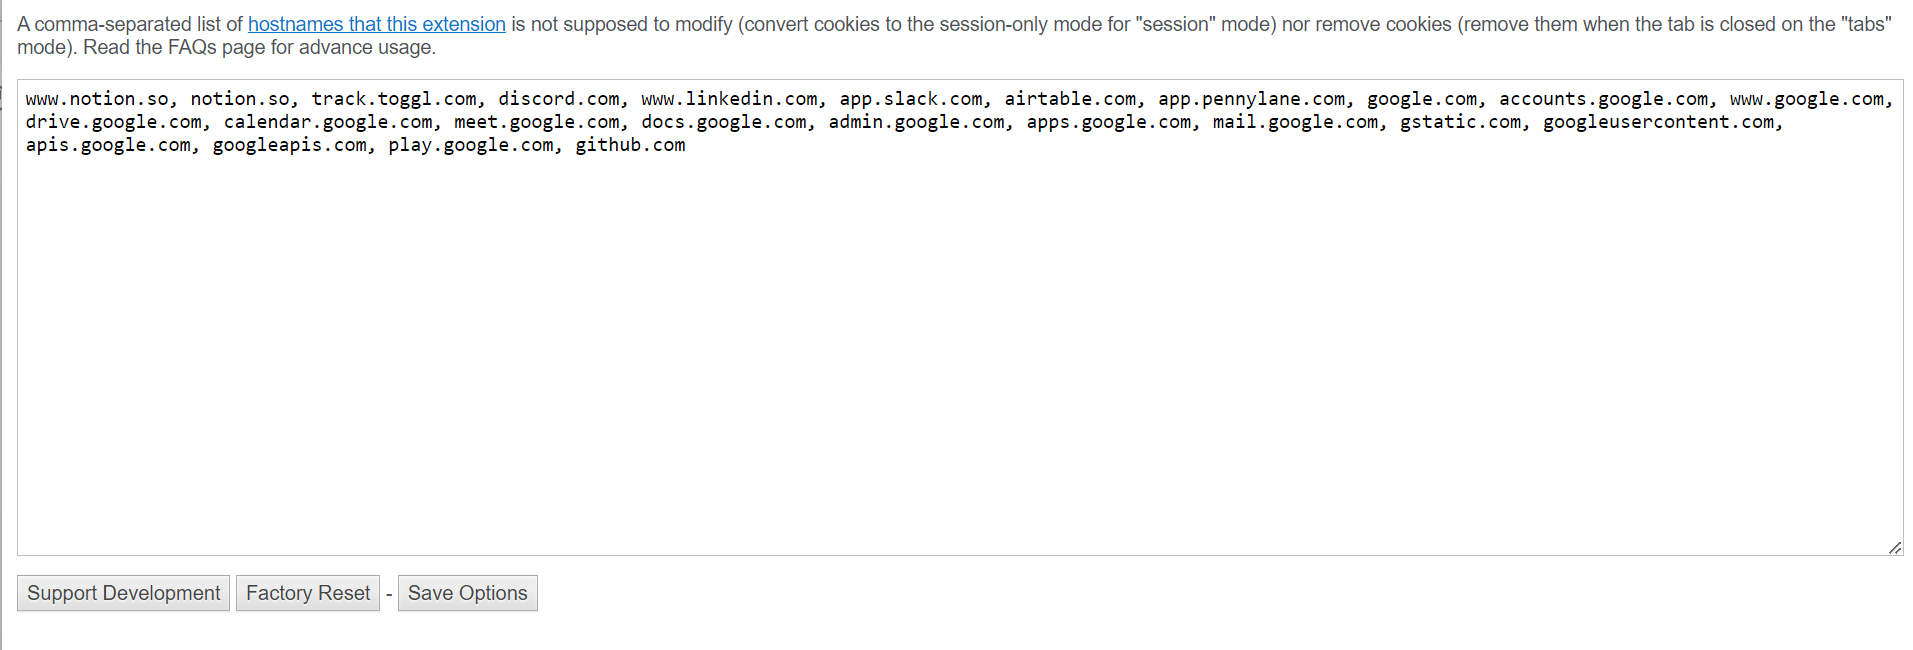 A comma-separated list of hostnames that this extension is not supposed to modify (convert cookies to the session-only mode for "session" mode) nor remove cookies (remove them when the tab is closed on the "tabs"
mode). Read the FAQs page for advance usage.
www.notion.so, notion.so, track.toggl.com, discord.com, www.linkedin.com, app.slack.com, airtable.com, app.pennylane.com, google.com, accounts.google.com, www.google.com,
drive.google.com, calendar.google.com, meet.google.com, docs.google.com, admin.google.com, apps.google.com, mail.google.com, gstatic.com, googleusercontent.com,
apis.google.com, googleapis.com, play.google.com, github.com
Support Development Factory Reset - Save Options